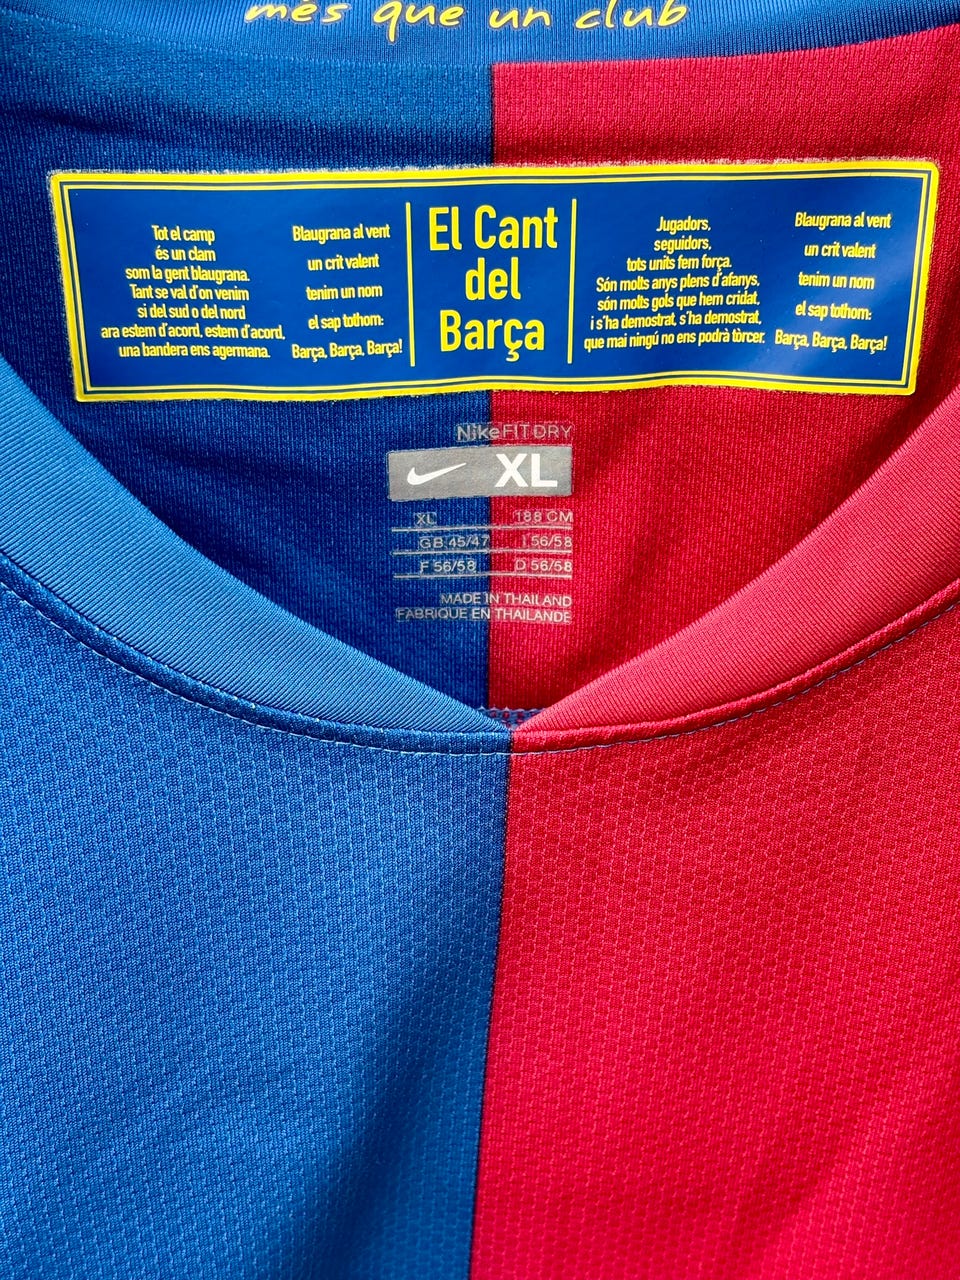 més que un club
Tot el camp
és un clam
som la gent blaugrana.
Tant se val d'on venim
si del sud o del nord
ara estem d'acord, estem d'acord,
una bandera ens agermana.
Blaugrana al vent
un crit valent
tenim un nom
el sap tothom:
Barça, Barça, Barça!
El Cant
del
Barça
Jugadors,
seguidors,
tots units fem força.
Són molts anys plens d'afanys,
són molts gols que hem cridat,
i s'ha demostrat, s'ha demostrat,
que mai ningú no ens podrà tòrcer.
Blaugrana al vent
un crit valent
tenim un nom
el sap tothom:
Barça, Barça, Barça!
NikeFIT DRY
XL
XL 188 CM
GB 45/47 I 56/58
F 56/58 D 56/58
MADE IN THAILAND
FABRIQUE EN THAILANDE